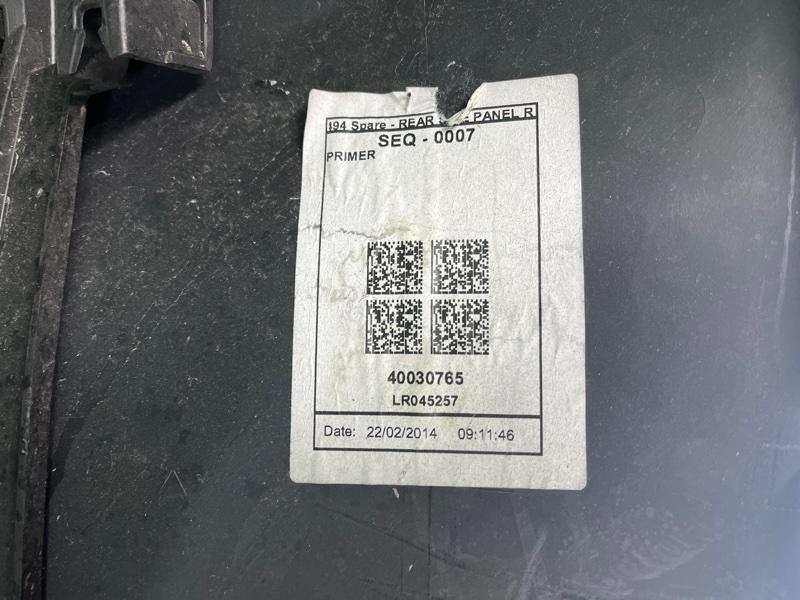 194 Spare - REAR PANEL R
SEQ - 0007
PRIMER
40030765
LR045257
Date: 22/02/2014 09:11:46